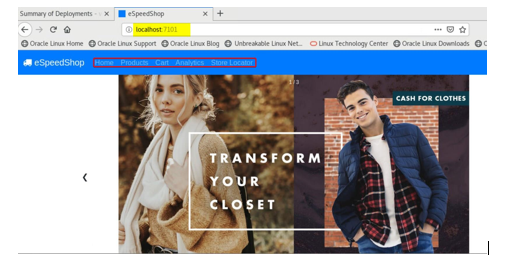 Summary of Deployments - × eSpeedShop × +
localhost:7101
Oracle Linux Home Oracle Linux Support Oracle Linux Blog Unbreakable Linux Net... Linux Technology Center Oracle Linux Downloads
eSpeedShop Home Products Cart Analytics Store Locator
1/3
CASH FOR CLOTHES
TRANSFORM
YOUR
CLOSET